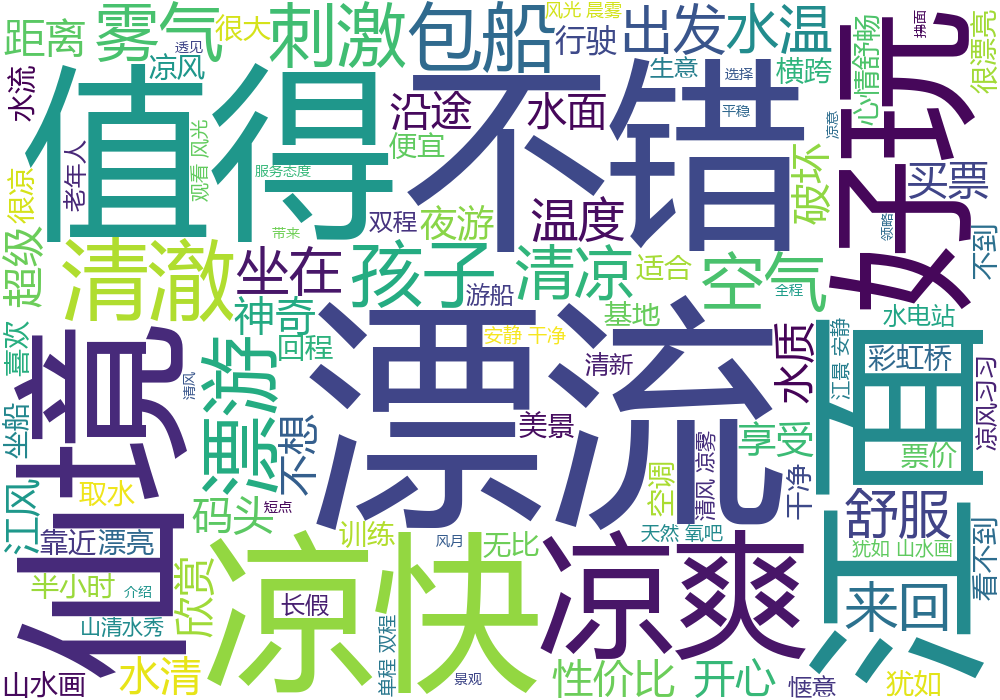 距离
雾气
很大
透见
刺激
包船
风光 晨雾
行驶
出发
水温
拂面
很漂亮
水流
凉风
值得
不错
生意
选择
横跨
心情舒畅
好玩
沿途
水面
平稳
凉意
便宜
观看 风光
老年人
服务态度
很凉
双程
夜游
温度
破坏
买票
领略
带来
不到
超级
清澈
坐在
孩子
清凉
适合
空气
全程
游船
神奇
基地
安静 干净
回程
漂流
清新
水质
江景 安静
水电站
彩虹桥
值
喜欢
仙境
清风
漂游
凉风习习
坐船
不想
美景
享受
票价
清风 凉雾
空调
干净
取水
江风
码头
短点
靠近
漂亮
训练
风月
无比
天然 氧吧
舒服
犹如 山水画
看不到
半小时
介绍
欣赏
凉快
长假
凉爽
来回
江
山清水秀
单程 双程
山水画
水清
景观
性价比
开心
惬意
犹如